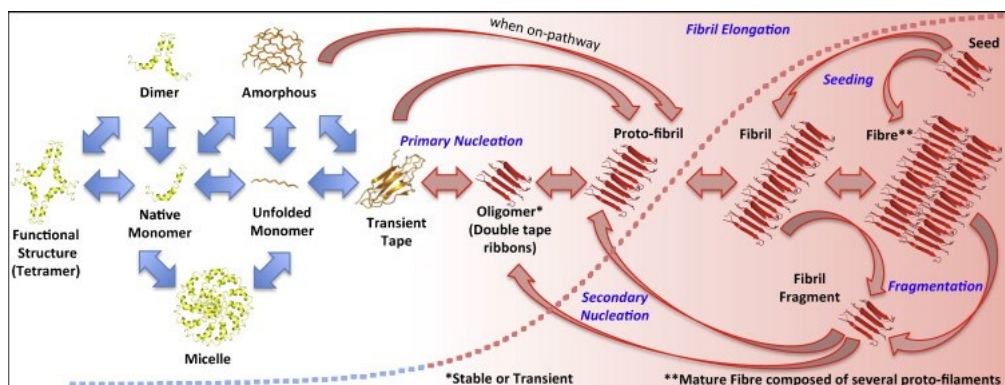 when on-pathway
Fibril Elongation
Seed
Dimer
Amorphous
Seeding
Primary Nucleation
Proto-fibril
Fibril
Fibre**
Functional
Structure
(Tetramer)
Native
Monomer
Unfolded
Monomer
Transient
Tape
Oligomer*
(Double tape
ribbons)
Secondary
Nucleation
Fibril
Fragment
Fragmentation
Micelle
*Stable or Transient
**Mature Fibre composed of several proto-filaments